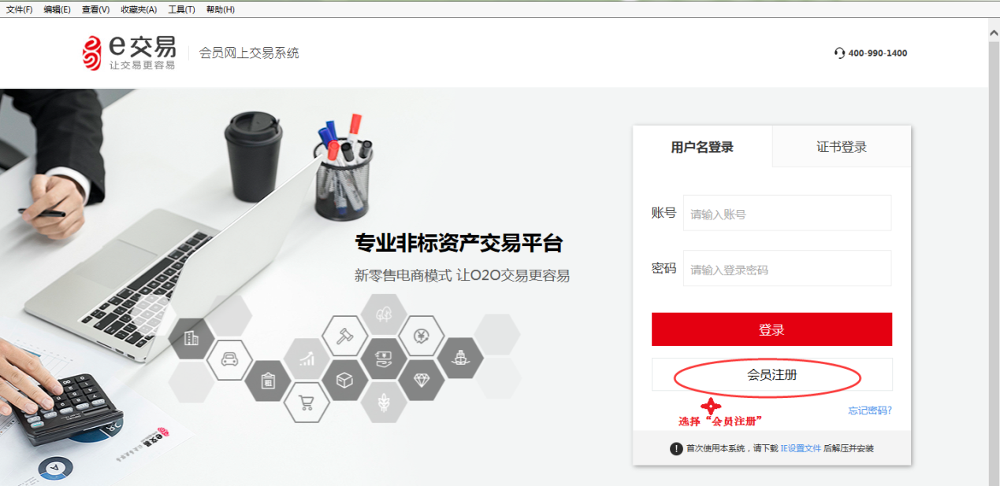 文件(F) 编辑(E) 查看(V) 收藏夹(A) 工具(T) 帮助(H)
e交易
让交易更容易
会员网上交易系统
400-990-1400
用户名登录 证书登录
账号 请输入账号
密码 请输入登录密码
专业非标资产交易平台
新零售电商模式 让O2O交易更容易
登录
会员注册
忘记密码?
选择“会员注册”
! 首次使用本系统，请下载 IE设置文件 后解压并安装
租
e交易
A